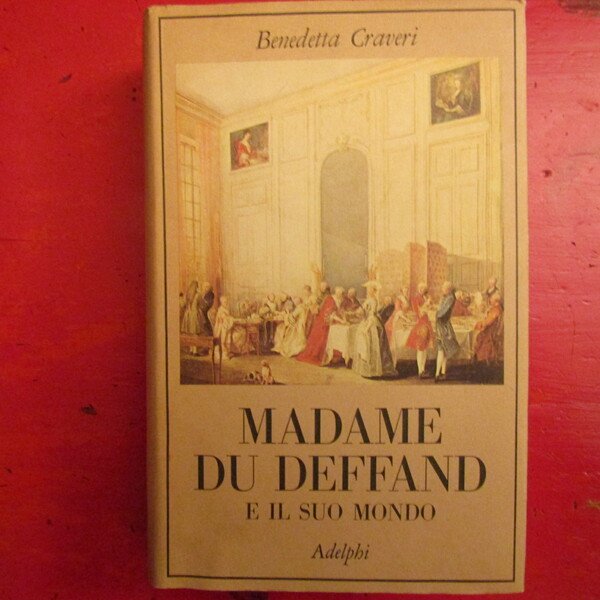 Benedetta Craveri
MADAME
DU DEFFAND
E IL SUO MONDO
Adelphi